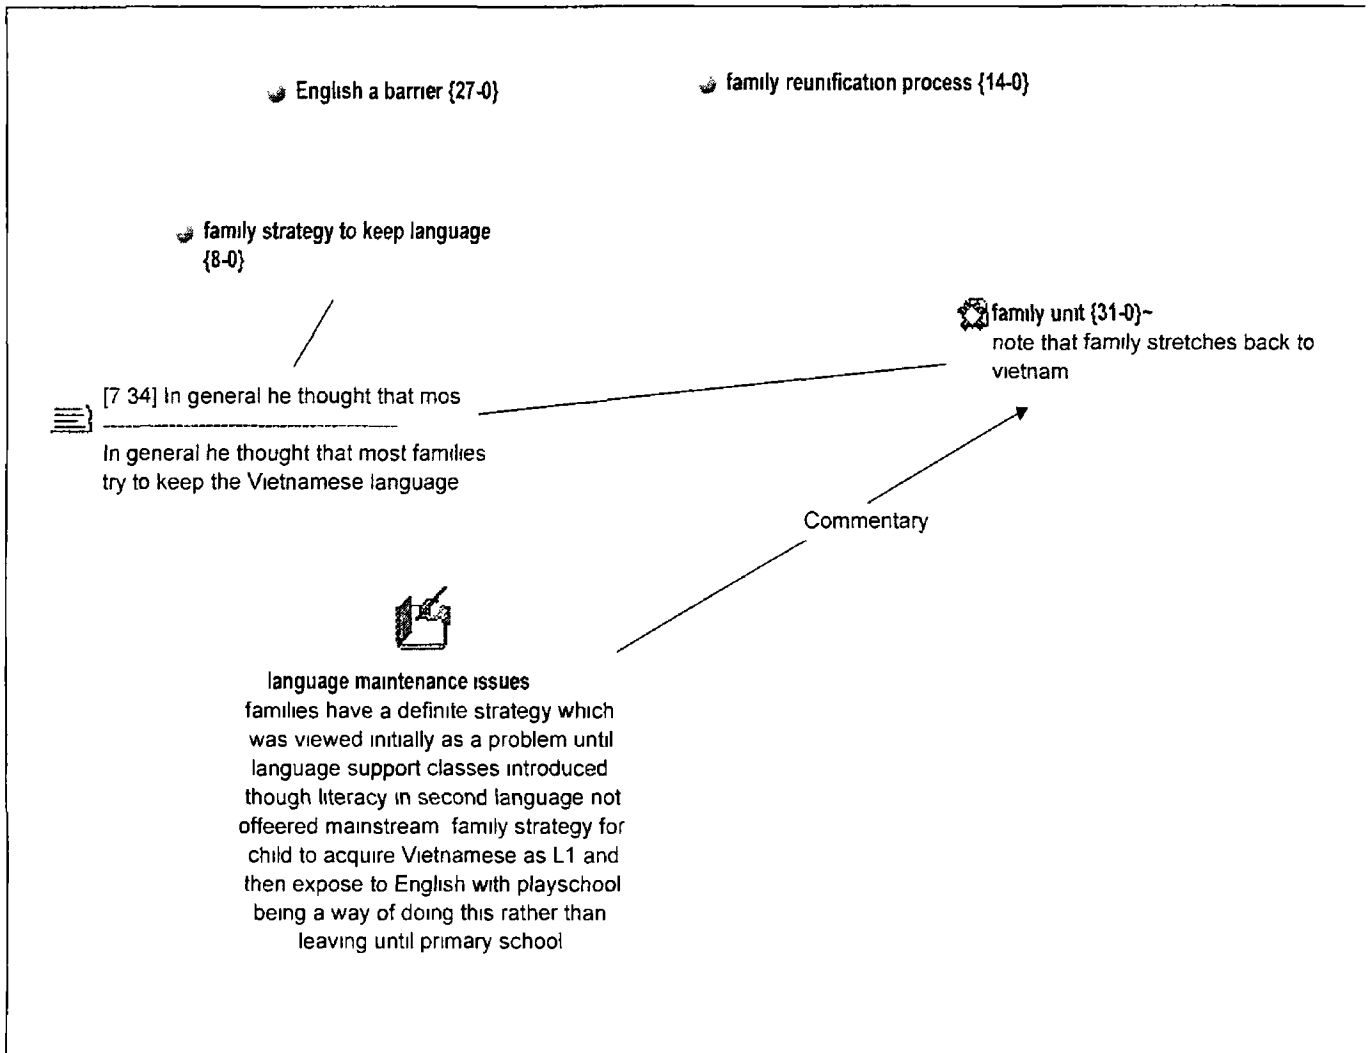 English a barrier {27-0}
family reunification process {14-0}
family strategy to keep language
{8-0}
family unit {31-0}~
note that family stretches back to
vietnam
[7 34] In general he thought that mos
In general he thought that most families
try to keep the Vietnamese language
Commentary
language maintenance issues
families have a definite strategy which
was viewed initially as a problem until
language support classes introduced
though literacy in second language not
offeered mainstream family strategy for
child to acquire Vietnamese as L1 and
then expose to English with playschool
being a way of doing this rather than
leaving until primary school